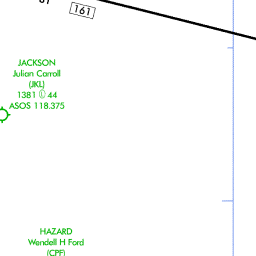 161
JACKSON
Julian Carroll
(JKL)
1381 Ⓛ 44
ASOS 118.375
HAZARD
Wendell H Ford
(CPF)